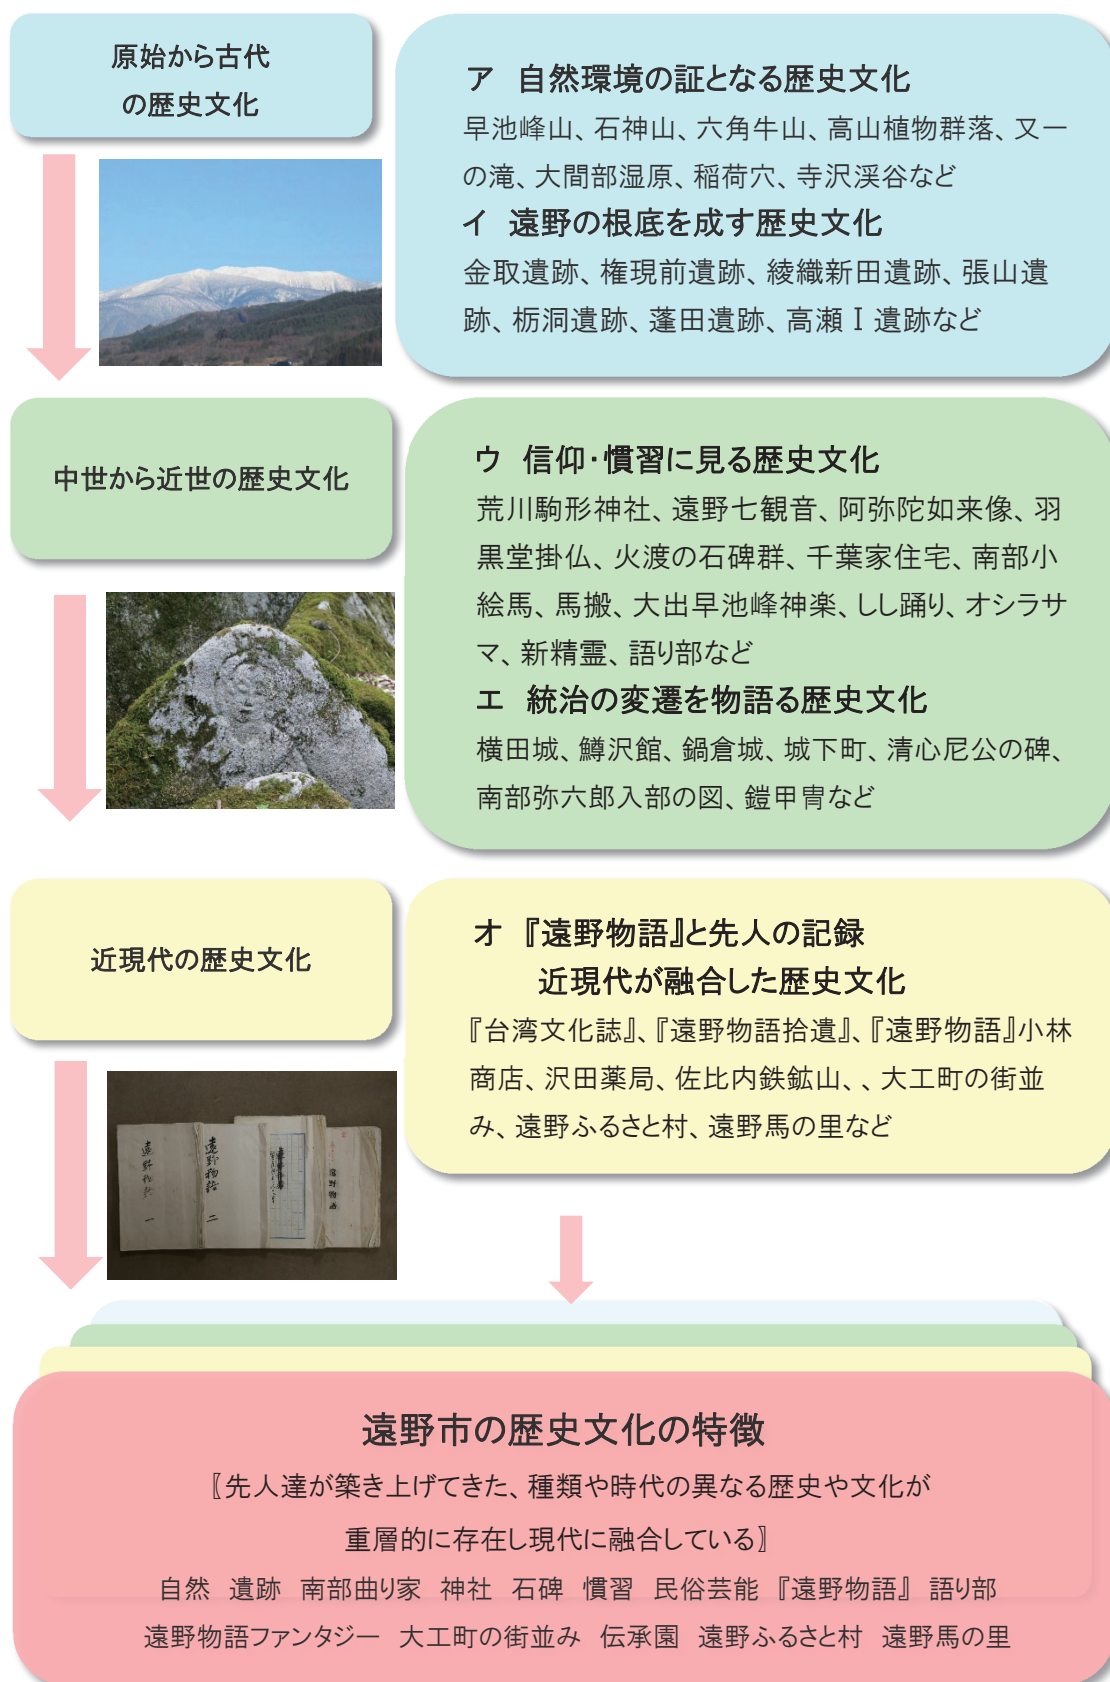 原始から古代
の歴史文化
ア 自然環境の証となる歴史文化
早池峰山、石神山、六角牛山、高山植物群落、又一
の滝、大間部湿原、稲荷穴、寺沢渓谷など
イ 遠野の根底を成す歴史文化
金取遺跡、権現前遺跡、綾織新田遺跡、張山遺
跡、栃洞遺跡、蓬田遺跡、高瀬Ⅰ遺跡など
中世から近世の歴史文化
ウ 信仰・慣習に見る歴史文化
荒川駒形神社、遠野七観音、阿弥陀如来像、羽
黒堂掛仏、火渡の石碑群、千葉家住宅、南部小
絵馬、馬搬、大出早池峰神楽、しし踊り、オシラサ
マ、新精霊、語り部など
エ 統治の変遷を物語る歴史文化
横田城、鱒沢館、鍋倉城、城下町、清心尼公の碑、
南部弥六郎入部の図、鎧甲冑など
近現代の歴史文化
オ 『遠野物語』と先人の記録
近現代が融合した歴史文化
『台湾文化誌』、『遠野物語拾遺』、『遠野物語』小林
商店、沢田薬局、佐比内鉄鉱山、、大工町の街並
み、遠野ふるさと村、遠野馬の里など
遠野物語 一
遠野物語 二
遠野物語
遠野市の歴史文化の特徴
〖先人達が築き上げてきた、種類や時代の異なる歴史や文化が
重層的に存在し現代に融合している〗
自然 遺跡 南部曲り家 神社 石碑 慣習 民俗芸能 『遠野物語』 語り部
遠野物語ファンタジー 大工町の街並み 伝承園 遠野ふるさと村 遠野馬の里